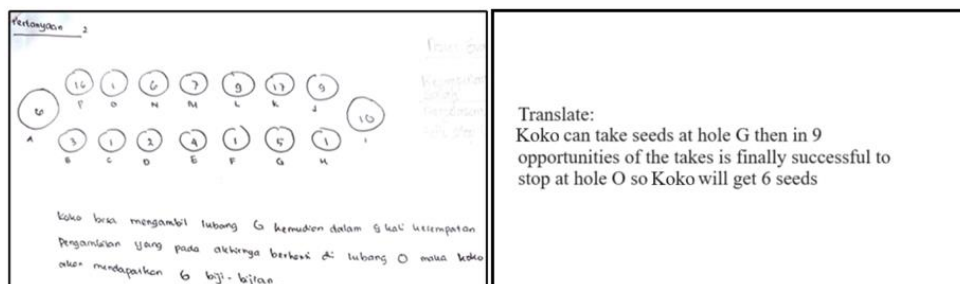 Pertanyaan 2
16 1 6 7 9 17 9
P O N M L K J
6
10
A
I
3 1 2 4 1 5 1
B C D E F G H
Koko bisa mengambil lubang G kemudian dalam 9 kali kesempatan
Pengambilan yang pada akhirnya berhenti di lubang O maka koko
akan mendapatkan 6 biji-bijian
Translate:
Koko can take seeds at hole G then in 9
opportunities of the takes is finally successful to
stop at hole O so Koko will get 6 seeds